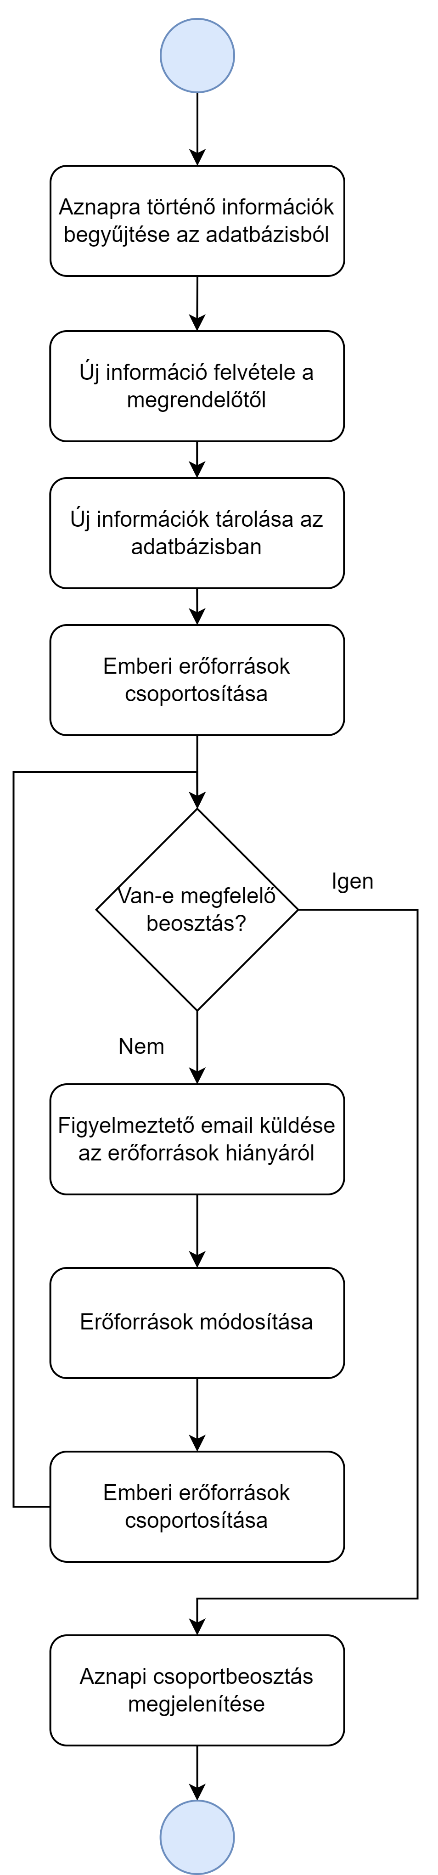 Aznapra történő információk
begyűjtése az adatbázisból
Új információ felvétele a
megrendelőtől
Új információk tárolása az
adatbázisban
Emberi erőforrások
csoportosítása
Van-e megfelelő
beosztás?
Igen
Nem
Figyelmeztető email küldése
az erőforrások hiányáról
Erőforrások módosítása
Emberi erőforrások
csoportosítása
Aznapi csoportbeosztás
megjelenítése